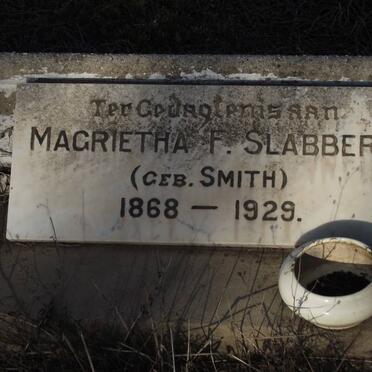 Ter Gedagtenis aan
MAGRIETHA F. SLABBER
(GEB. SMITH)
1868 — 1929.